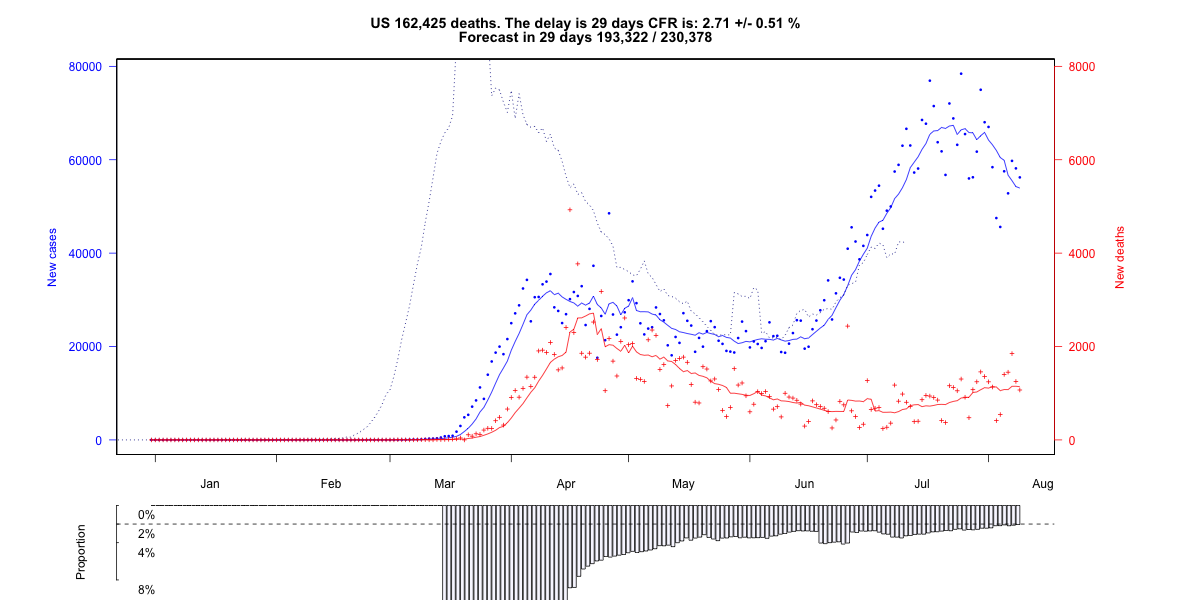 US 162,425 deaths. The delay is 29 days CFR is: 2.71 +/- 0.51 %
Forecast in 29 days 193,322 / 230,378
80000
60000
40000
20000
0
New cases
8000
6000
4000
2000
0
New deaths
Jan Feb Mar Apr May Jun Jul Aug
Proportion
0%
2%
4%
8%